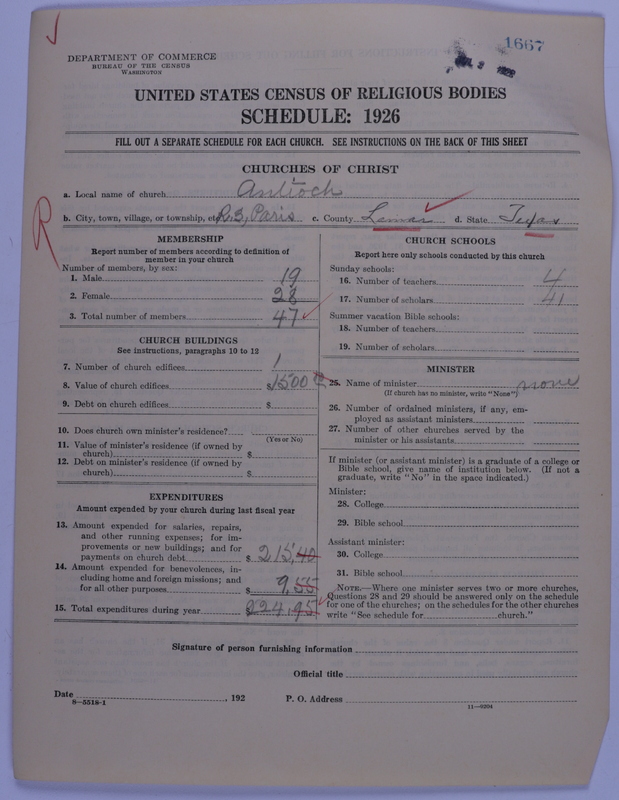 1667
DEPARTMENT OF COMMERCE
BUREAU OF THE CENSUS
WASHINGTON
UNITED STATES CENSUS OF RELIGIOUS BODIES
SCHEDULE: 1926
FILL OUT A SEPARATE SCHEDULE FOR EACH CHURCH. SEE INSTRUCTIONS ON THE BACK OF THIS SHEET
CHURCHES OF CHRIST
a. Local name of church Antioch
b. City, town, village, or township, etc. R.3, Paris c. County Lamar d. State Texas
R
MEMBERSHIP
Report number of members according to definition of
member in your church
Number of members, by sex:
1. Male 19
2. Female 28
3. Total number of members 47
CHURCH BUILDINGS
See instructions, paragraphs 10 to 12
7. Number of church edifices 1
8. Value of church edifices $1500
9. Debt on church edifices $
10. Does church own minister's residence?
(Yes or No)
11. Value of minister's residence (if owned by
church) $
12. Debt on minister's residence (if owned by
church) $
EXPENDITURES
Amount expended by your church during last fiscal year
13. Amount expended for salaries, repairs,
and other running expenses; for im-
provements or new buildings; and for
payments on church debt $ 215.40
14. Amount expended for benevolences, in-
cluding home and foreign missions; and
for all other purposes $ 9.55
15. Total expenditures during year $224.95
CHURCH SCHOOLS
Report here only schools conducted by this church
Sunday schools:
16. Number of teachers 4
17. Number of scholars 41
Summer vacation Bible schools:
18. Number of teachers
19. Number of scholars
MINISTER
25. Name of minister none
(If church has no minister, write "None")
26. Number of ordained ministers, if any, em-
ployed as assistant ministers
27. Number of other churches served by the
minister or his assistants
If minister (or assistant minister) is a graduate of a college or
Bible school, give name of institution below. (If not a
graduate, write "No" in the space indicated.)
Minister:
28. College
29. Bible school
Assistant minister:
30. College
31. Bible school
NOTE.—Where one minister serves two or more churches,
Questions 28 and 29 should be answered only on the schedule
for one of the churches; on the schedules for the other churches
write "See schedule for church."
Signature of person furnishing information
Official title
Date , 192 P. O. Address
8—5518-1 11—9204